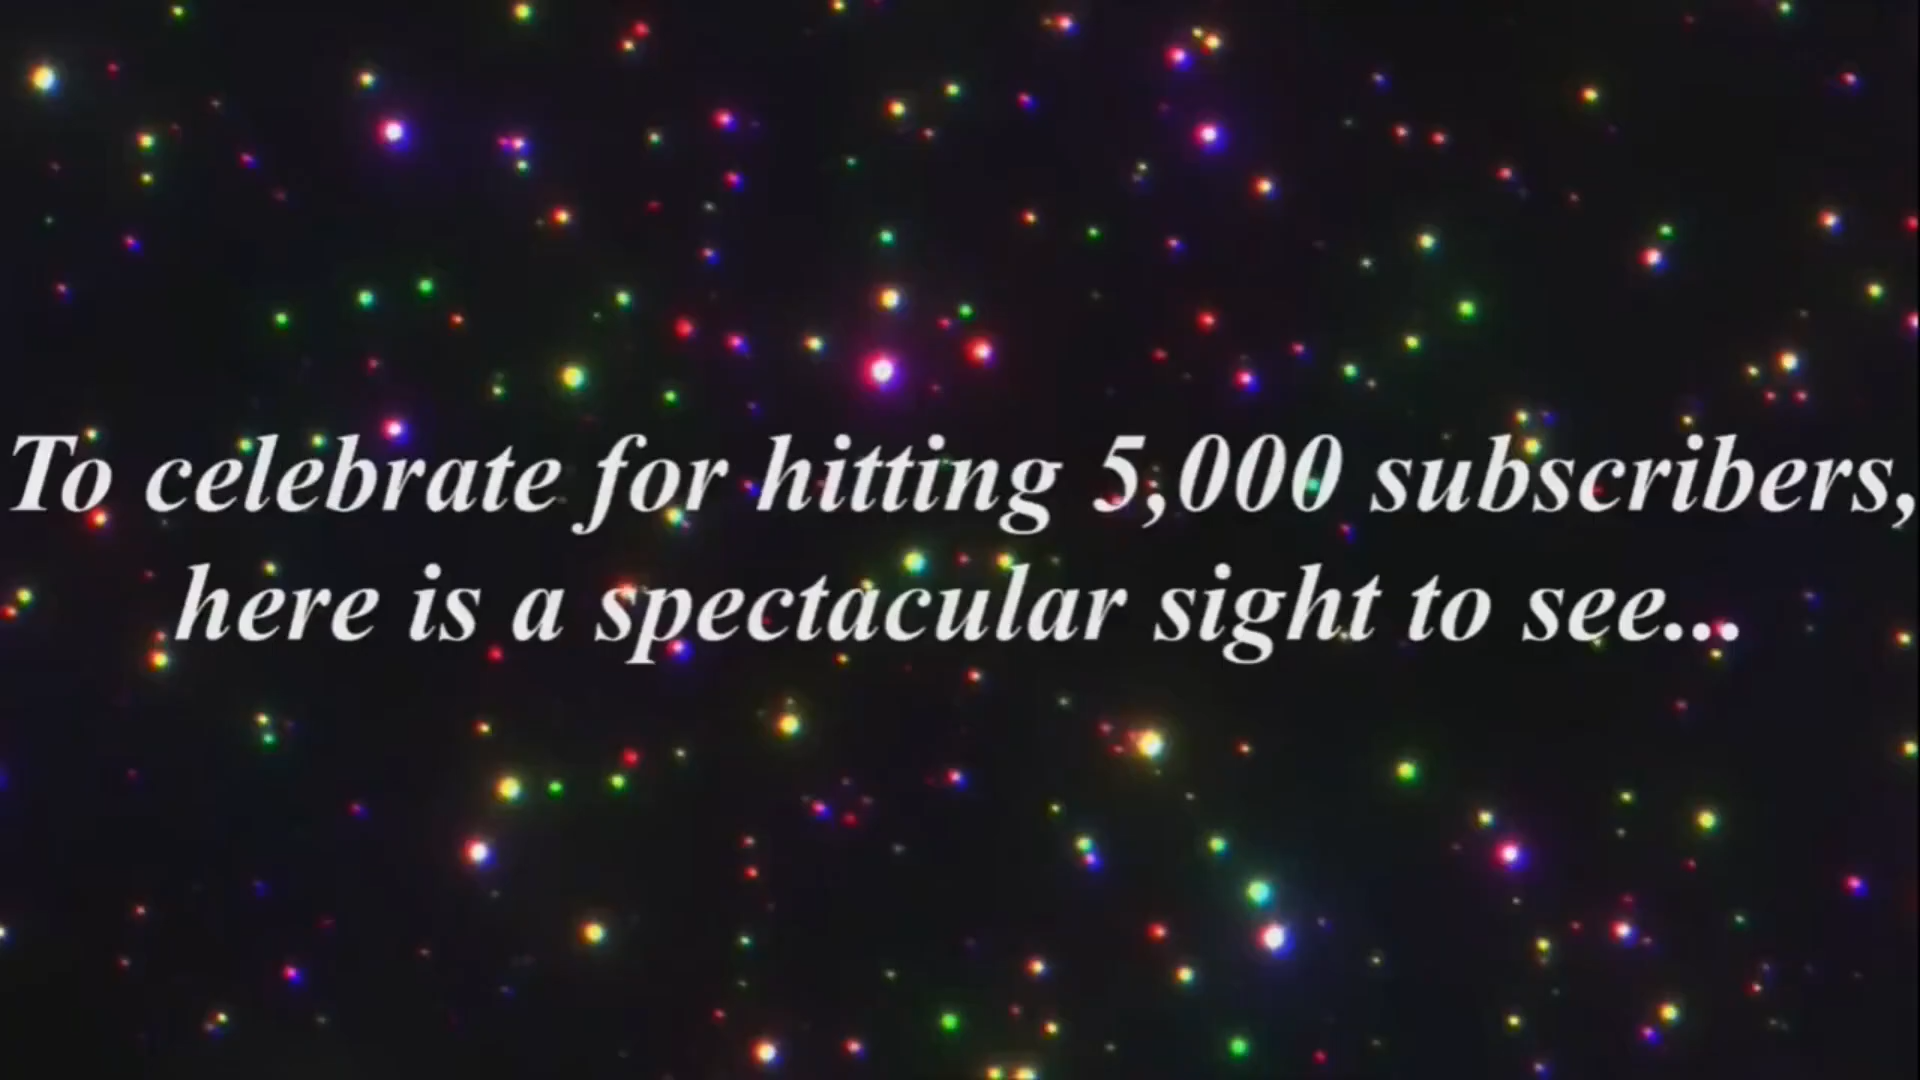 To celebrate for hitting 5,000 subscribers,
here is a spectacular sight to see...